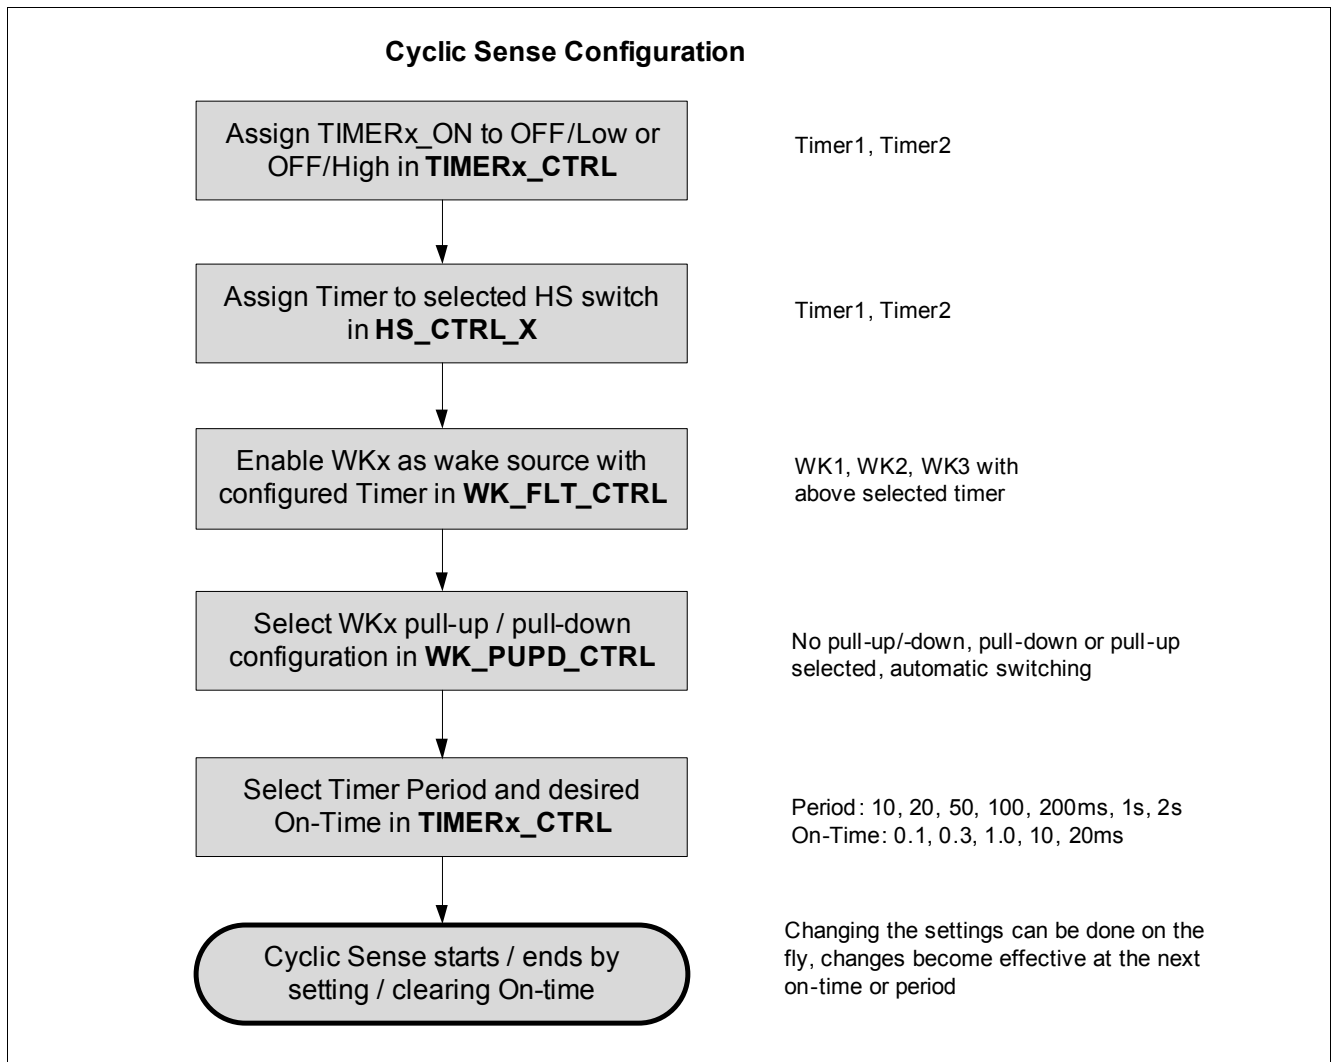 Cyclic Sense Configuration
Assign TIMERx_ON to OFF/Low or
OFF/High in TIMERx_CTRL
Timer1, Timer2
Assign Timer to selected HS switch
in HS_CTRL_X
Timer1, Timer2
Enable WKx as wake source with
configured Timer in WK_FLT_CTRL
WK1, WK2, WK3 with
above selected timer
Select WKx pull-up / pull-down
configuration in WK_PUPD_CTRL
No pull-up/-down, pull-down or pull-up
selected, automatic switching
Select Timer Period and desired
On-Time in TIMERx_CTRL
Period: 10, 20, 50, 100, 200ms, 1s, 2s
On-Time: 0.1, 0.3, 1.0, 10, 20ms
Cyclic Sense starts / ends by
setting / clearing On-time
Changing the settings can be done on the
fly, changes become effective at the next
on-time or period